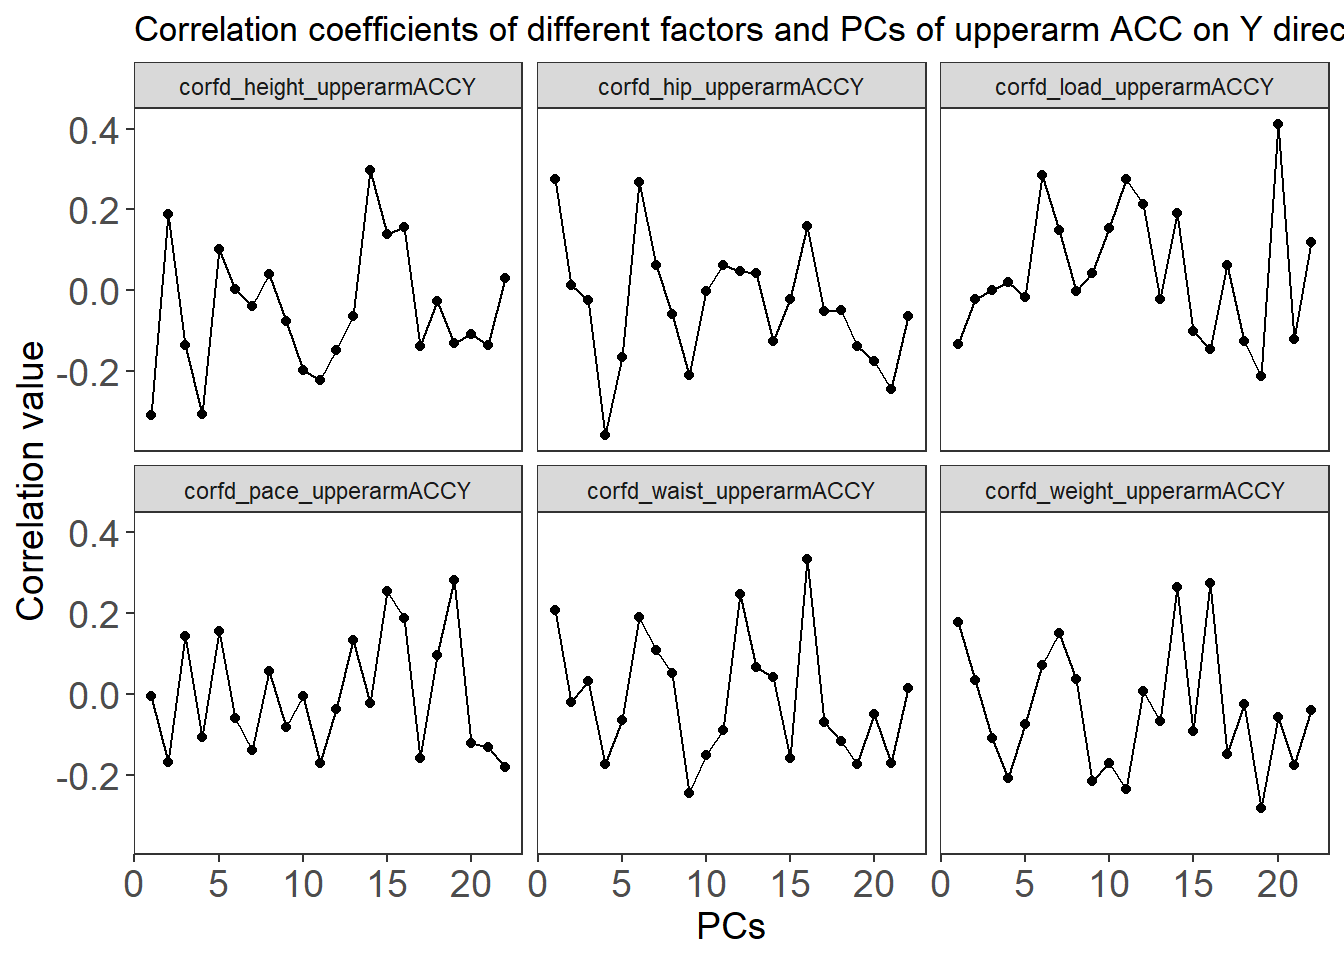 Correlation coefficients of different factors and PCs of upperarm ACC on Y direc
corfd_height_upperarmACCY corfd_hip_upperarmACCY corfd_load_upperarmACCY
0.4
0.2
0.0
-0.2
corfd_pace_upperarmACCY corfd_waist_upperarmACCY corfd_weight_upperarmACCY
0.4
0.2
0.0
-0.2
Correlation value
0 5 10 15 20 0 5 10 15 20 0 5 10 15 20
PCs